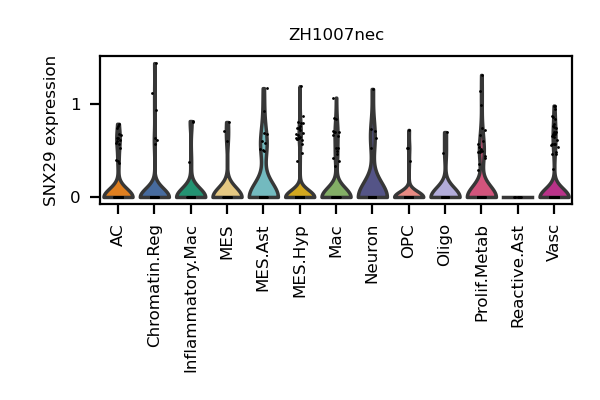 ZH1007nec
SNX29 expression
1
0
AC
Chromatin.Reg
Inflammatory.Mac
MES
MES.Ast
MES.Hyp
Mac
Neuron
OPC
Oligo
Prolif.Metab
Reactive.Ast
Vasc